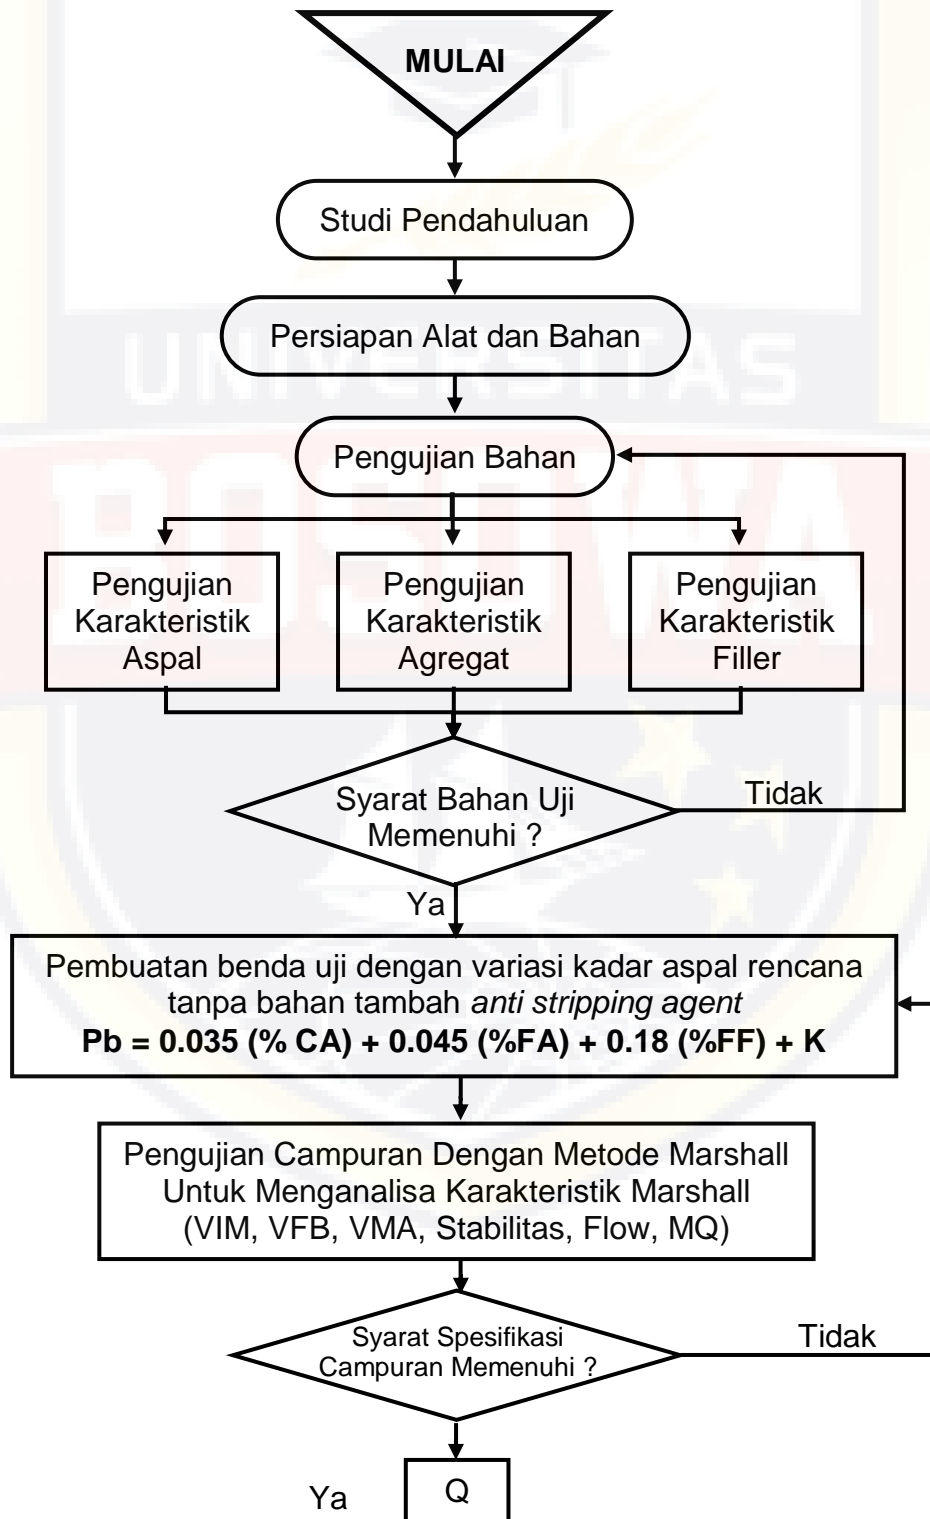 MULAI
Studi Pendahuluan
Persiapan Alat dan Bahan
UNIVERSITAS
Pengujian Bahan
BOSOWA
Pengujian
Karakteristik
Aspal
Pengujian
Karakteristik
Agregat
Pengujian
Karakteristik
Filler
Syarat Bahan Uji
Memenuhi ?
Tidak
Ya
Pembuatan benda uji dengan variasi kadar aspal rencana
tanpa bahan tambah anti stripping agent
Pb = 0.035 (% CA) + 0.045 (%FA) + 0.18 (%FF) + K
Pengujian Campuran Dengan Metode Marshall
Untuk Menganalisa Karakteristik Marshall
(VIM, VFB, VMA, Stabilitas, Flow, MQ)
Syarat Spesifikasi
Campuran Memenuhi ?
Tidak
Ya
Q